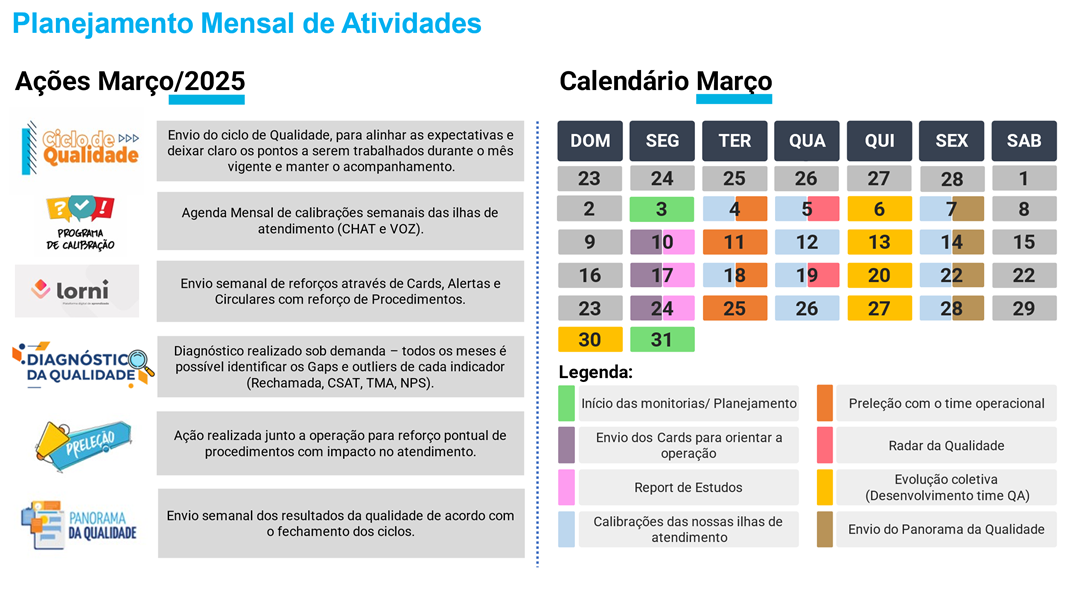 Planejamento Mensal de Atividades
Ações Março/2025
Ciclo de
Qualidade
Envio do ciclo de Qualidade, para alinhar as expectativas e
deixar claro os pontos a serem trabalhados durante o mês
vigente e manter o acompanhamento.
PROGRAMA
DE CALIBRAÇÃO
Agenda Mensal de calibrações semanais das ilhas de
atendimento (CHAT e VOZ).
lorni
Envio semanal de reforços através de Cards, Alertas e
Circulares com reforço de Procedimentos.
DIAGNÓSTICO
DA QUALIDADE
Diagnóstico realizado sob demanda – todos os meses é
possível identificar os Gaps e outliers de cada indicador
(Rechamada, CSAT, TMA, NPS).
PRELEÇÃO
Ação realizada junto a operação para reforço pontual de
procedimentos com impacto no atendimento.
PANORAMA
DA QUALIDADE
Envio semanal dos resultados da qualidade de acordo com
o fechamento dos ciclos.
Calendário Março
DOM SEG TER QUA QUI SEX SAB
23 24 25 26 27 28 1
2 3 4 5 6 7 8
9 10 11 12 13 14 15
16 17 18 19 20 22 22
23 24 25 26 27 28 29
30 31
Legenda:
Início das monitorias/ Planejamento
Envio dos Cards para orientar a
operação
Report de Estudos
Calibrações das nossas ilhas de
atendimento
Preleção com o time operacional
Radar da Qualidade
Evolução coletiva
(Desenvolvimento time QA)
Envio do Panorama da Qualidade